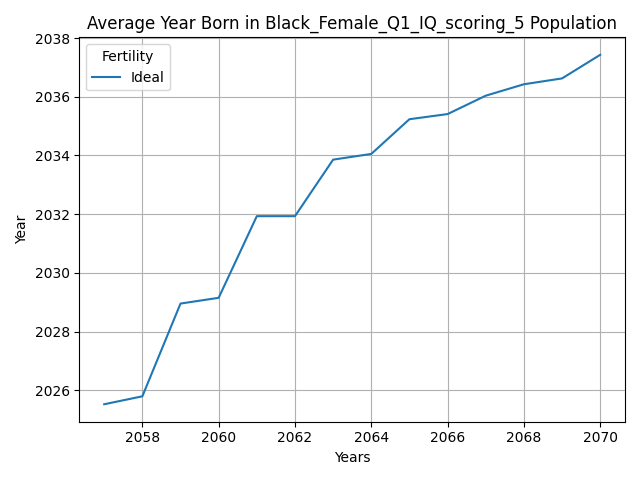 Average Year Born in Black_Female_Q1_IQ_scoring_5 Population
Fertility
Ideal
Year
2038
2036
2034
2032
2030
2028
2026
2058 2060 2062 2064 2066 2068 2070
Years